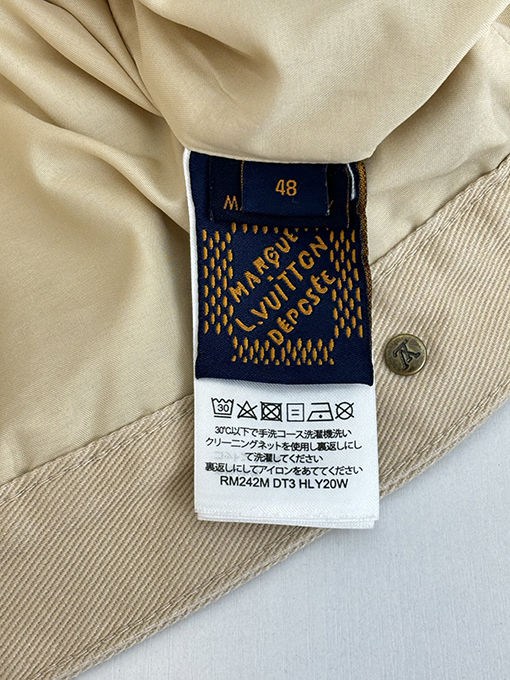 48
M
MARQUE
L.VUITTON
DÉPOSÉE
30
30℃以下で手洗コース洗濯機洗い
クリーニングネットを使用し裏返しにし
て洗濯してください
裏返しにしてアイロンをあててください
RM242M DT3 HLY20W
LV